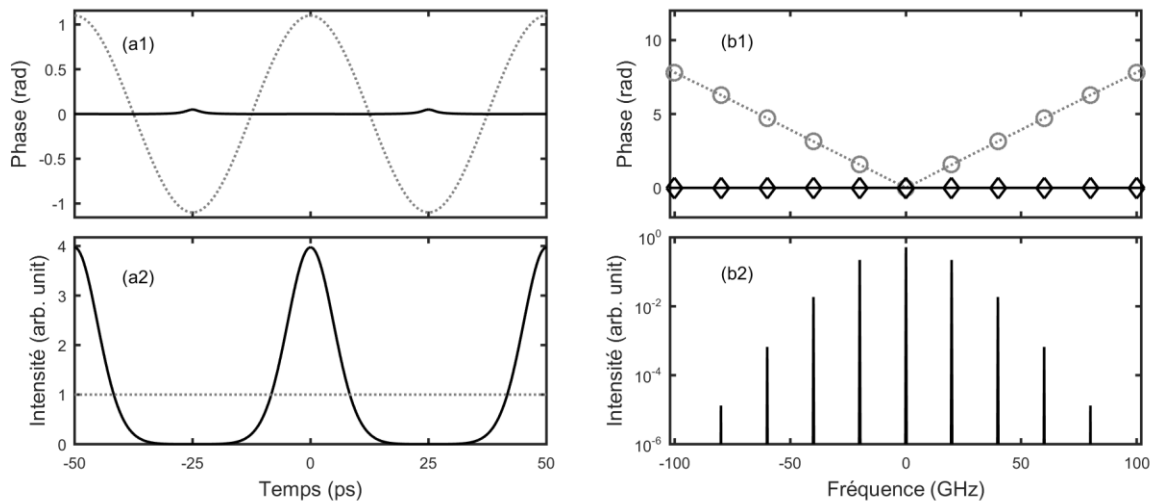 (a1)
Phase (rad)
1
0.5
0
-0.5
-1
(b1)
Phase (rad)
10
5
0
(a2)
Intensité (arb. unit)
4
3
2
1
0
-50
-25
0
25
50
Temps (ps)
(b2)
Intensité (arb. unit)
10^0
10^-2
10^-4
10^-6
-100
-50
0
50
100
Fréquence (GHz)